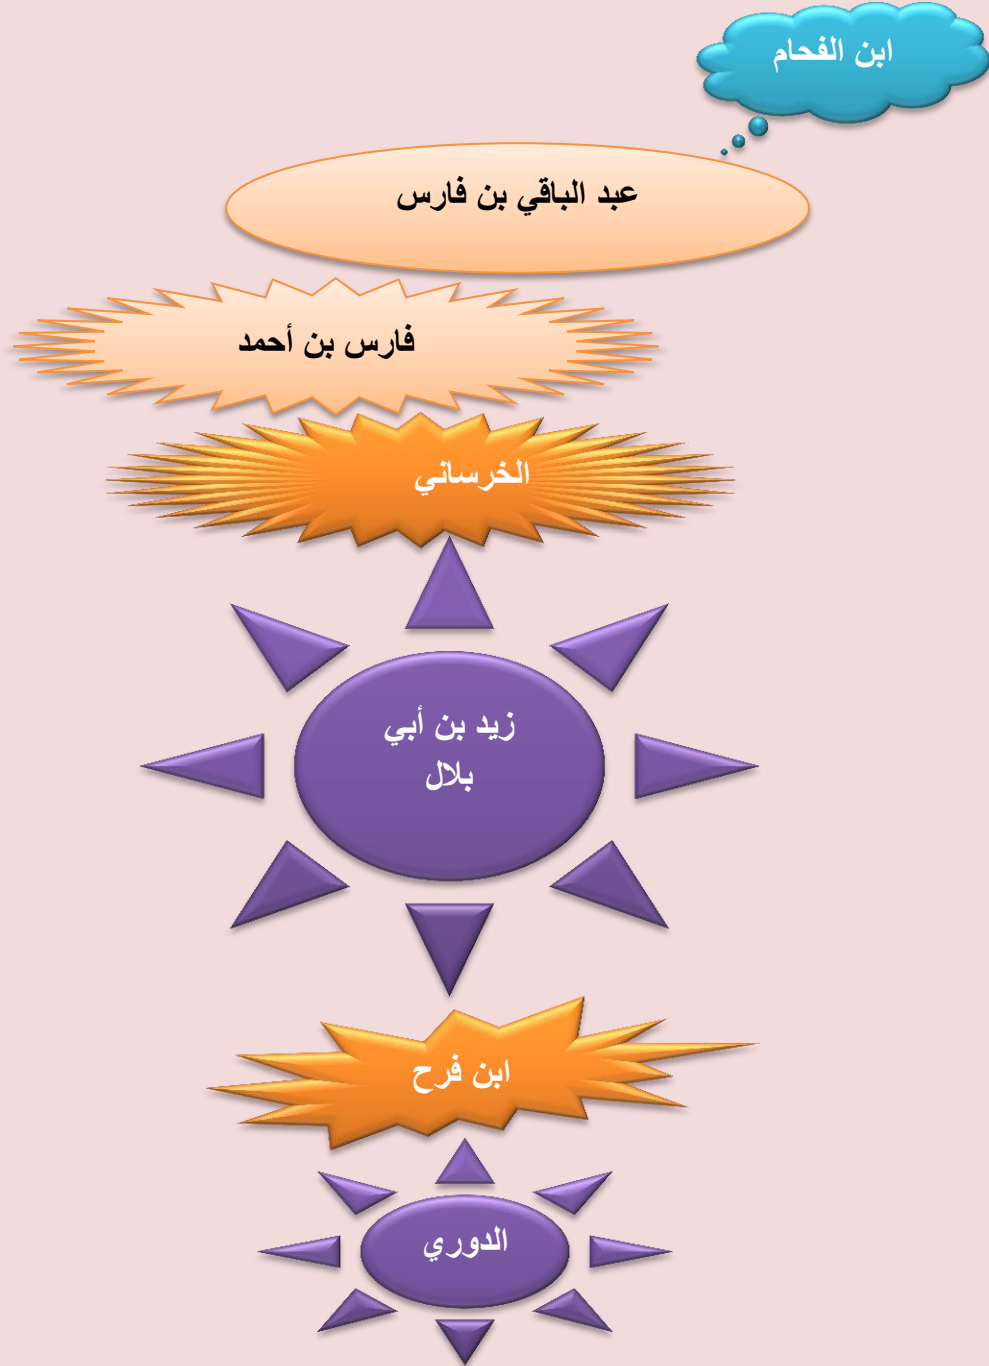 ابن الفحام
عبد الباقي بن فارس
فارس بن أحمد
الخرساني
زيد بن أبي
بلال
ابن فرح
الدوري